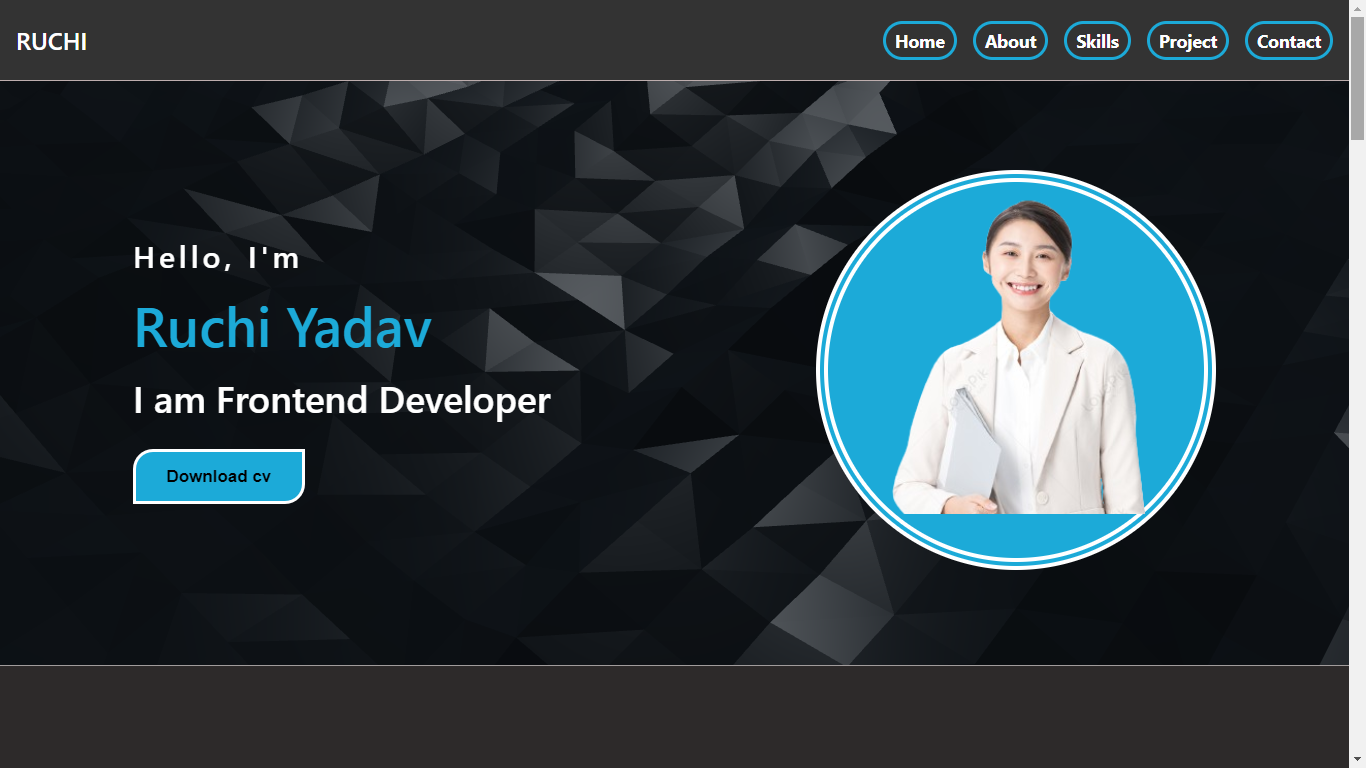 RUCHI
Home About Skills Project Contact
Hello, I'm
Ruchi Yadav
I am Frontend Developer
Download cv